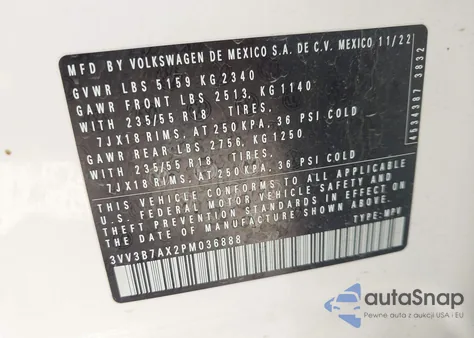 MFD BY VOLKSWAGEN DE MEXICO S.A. DE C.V. MEXICO 11/22
GVWR LBS 5159 KG 2340
GAWR FRONT LBS 2513, KG 1140
WITH 235/55 R18 TIRES,
7JX18 RIMS, AT 250 KPA, 36 PSI COLD
GAWR REAR LBS 2756, KG 1250
WITH 235/55 R18 TIRES,
7JX18 RIMS, AT 250 KPA, 36 PSI COLD
THIS VEHICLE CONFORMS TO ALL APPLICABLE
U.S. FEDERAL MOTOR VEHICLE SAFETY AND
THEFT PREVENTION STANDARDS IN EFFECT ON
THE DATE OF MANUFACTURE SHOWN ABOVE.
3VV3B7AX2PM036888 TYPE:MPV
4534387 3832
autoSnap
Pewne auta z aukcji USA i EU